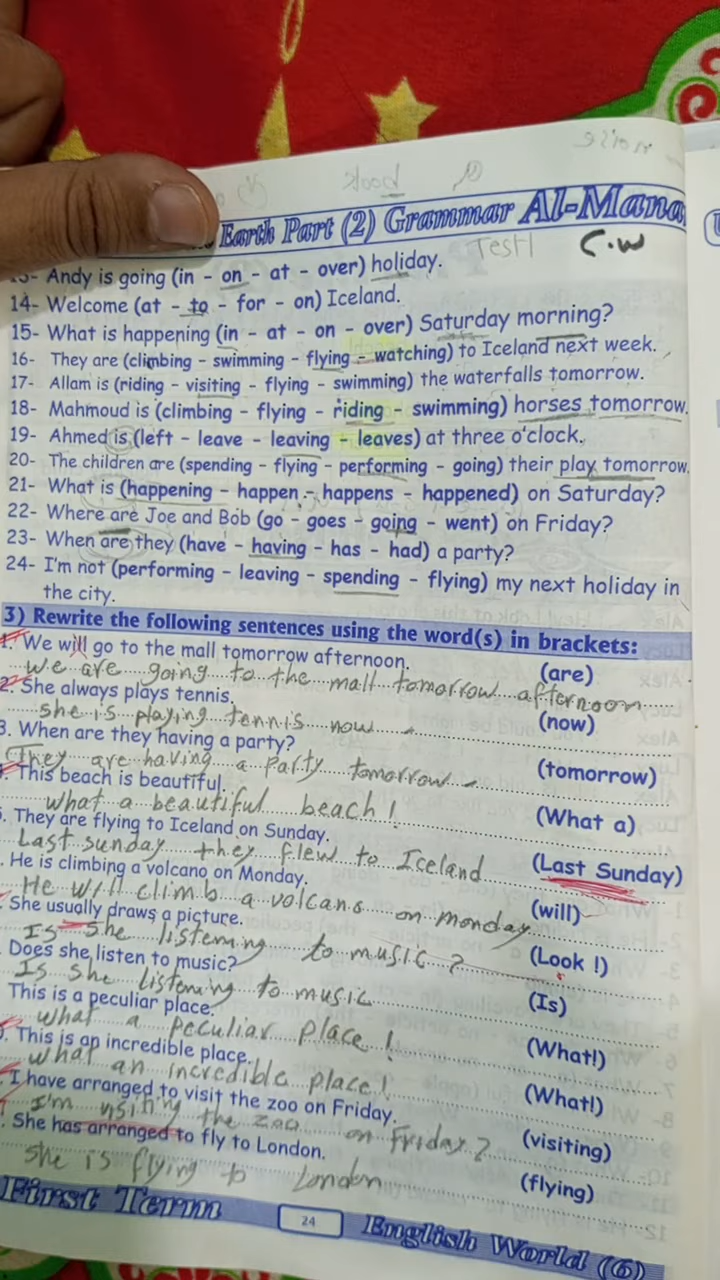 book
Earth Part (2) Grammar Al-Mana
Test1 C.W
13- Andy is going (in - on - at - over) holiday.
14- Welcome (at - to - for - on) Iceland.
15- What is happening (in - at - on - over) Saturday morning?
16- They are (climbing - swimming - flying - watching) to Iceland next week.
17- Allam is (riding - visiting - flying - swimming) the waterfalls tomorrow.
18- Mahmoud is (climbing - flying - riding - swimming) horses tomorrow.
19- Ahmed is (left - leave - leaving - leaves) at three o'clock.
20- The children are (spending - flying - performing - going) their play tomorrow.
21- What is (happening - happen - happens - happened) on Saturday?
22- Where are Joe and Bob (go - goes - going - went) on Friday?
23- When are they (have - having - has - had) a party?
24- I'm not (performing - leaving - spending - flying) my next holiday in
the city.
3) Rewrite the following sentences using the word(s) in brackets:
1. We will go to the mall tomorrow afternoon. (are)
we are going to the mall tomorrow afternoon
2. She always plays tennis. (now)
she is playing tennis now
3. When are they having a party? (tomorrow)
They are having a party tomorrow
. This beach is beautiful. (What a)
what a beautiful beach!
. They are flying to Iceland on Sunday. (Last Sunday)
Last sunday they flew to Iceland
. He is climbing a volcano on Monday. (will)
He will climb a volcano on monday
She usually draws a picture. (Look !)
Is she listening to music?
. Does she listen to music? (Is)
Is she listening to music
This is a peculiar place. (What!)
what a peculiar place!
. This is an incredible place. (What!)
what an incredible place!
. I have arranged to visit the zoo on Friday. (visiting)
I'm visiting the zoo on Friday?
. She has arranged to fly to London. (flying)
she is flying to London
First Term 24 English World (6)